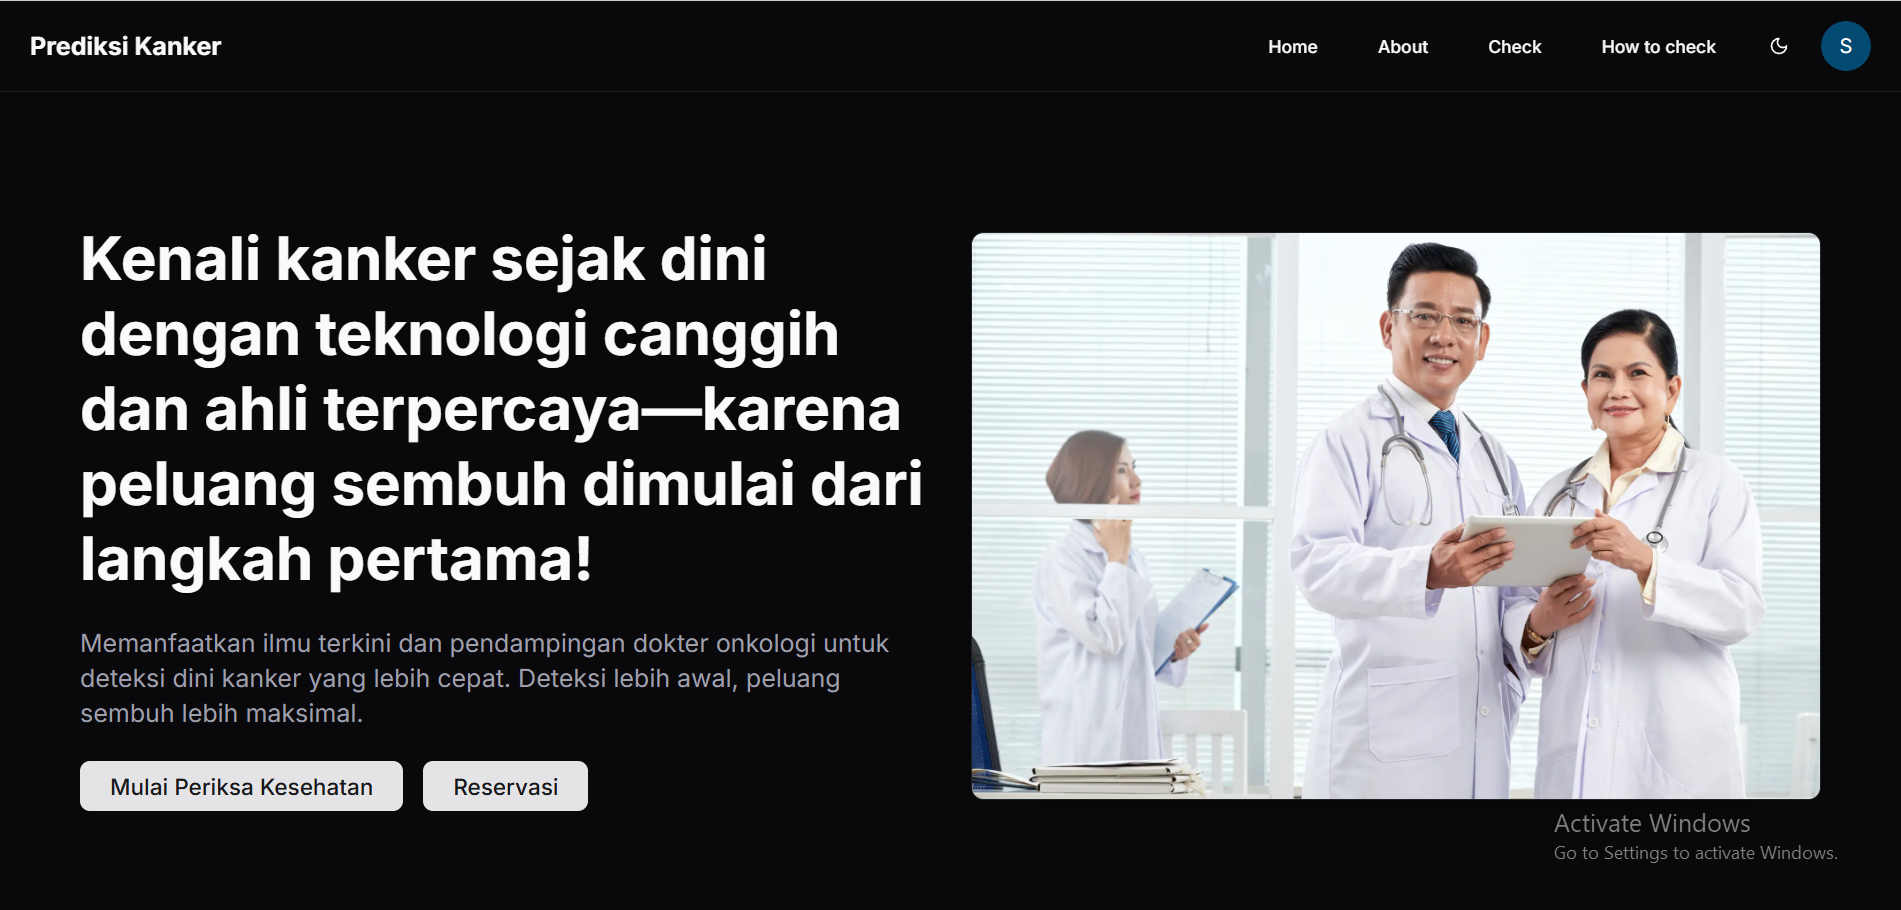 Prediksi Kanker
Home
About
Check
How to check
S
Kenali kanker sejak dini
dengan teknologi canggih
dan ahli terpercaya—karena
peluang sembuh dimulai dari
langkah pertama!
Memanfaatkan ilmu terkini dan pendampingan dokter onkologi untuk
deteksi dini kanker yang lebih cepat. Deteksi lebih awal, peluang
sembuh lebih maksimal.
Mulai Periksa Kesehatan
Reservasi
Activate Windows
Go to Settings to activate Windows.